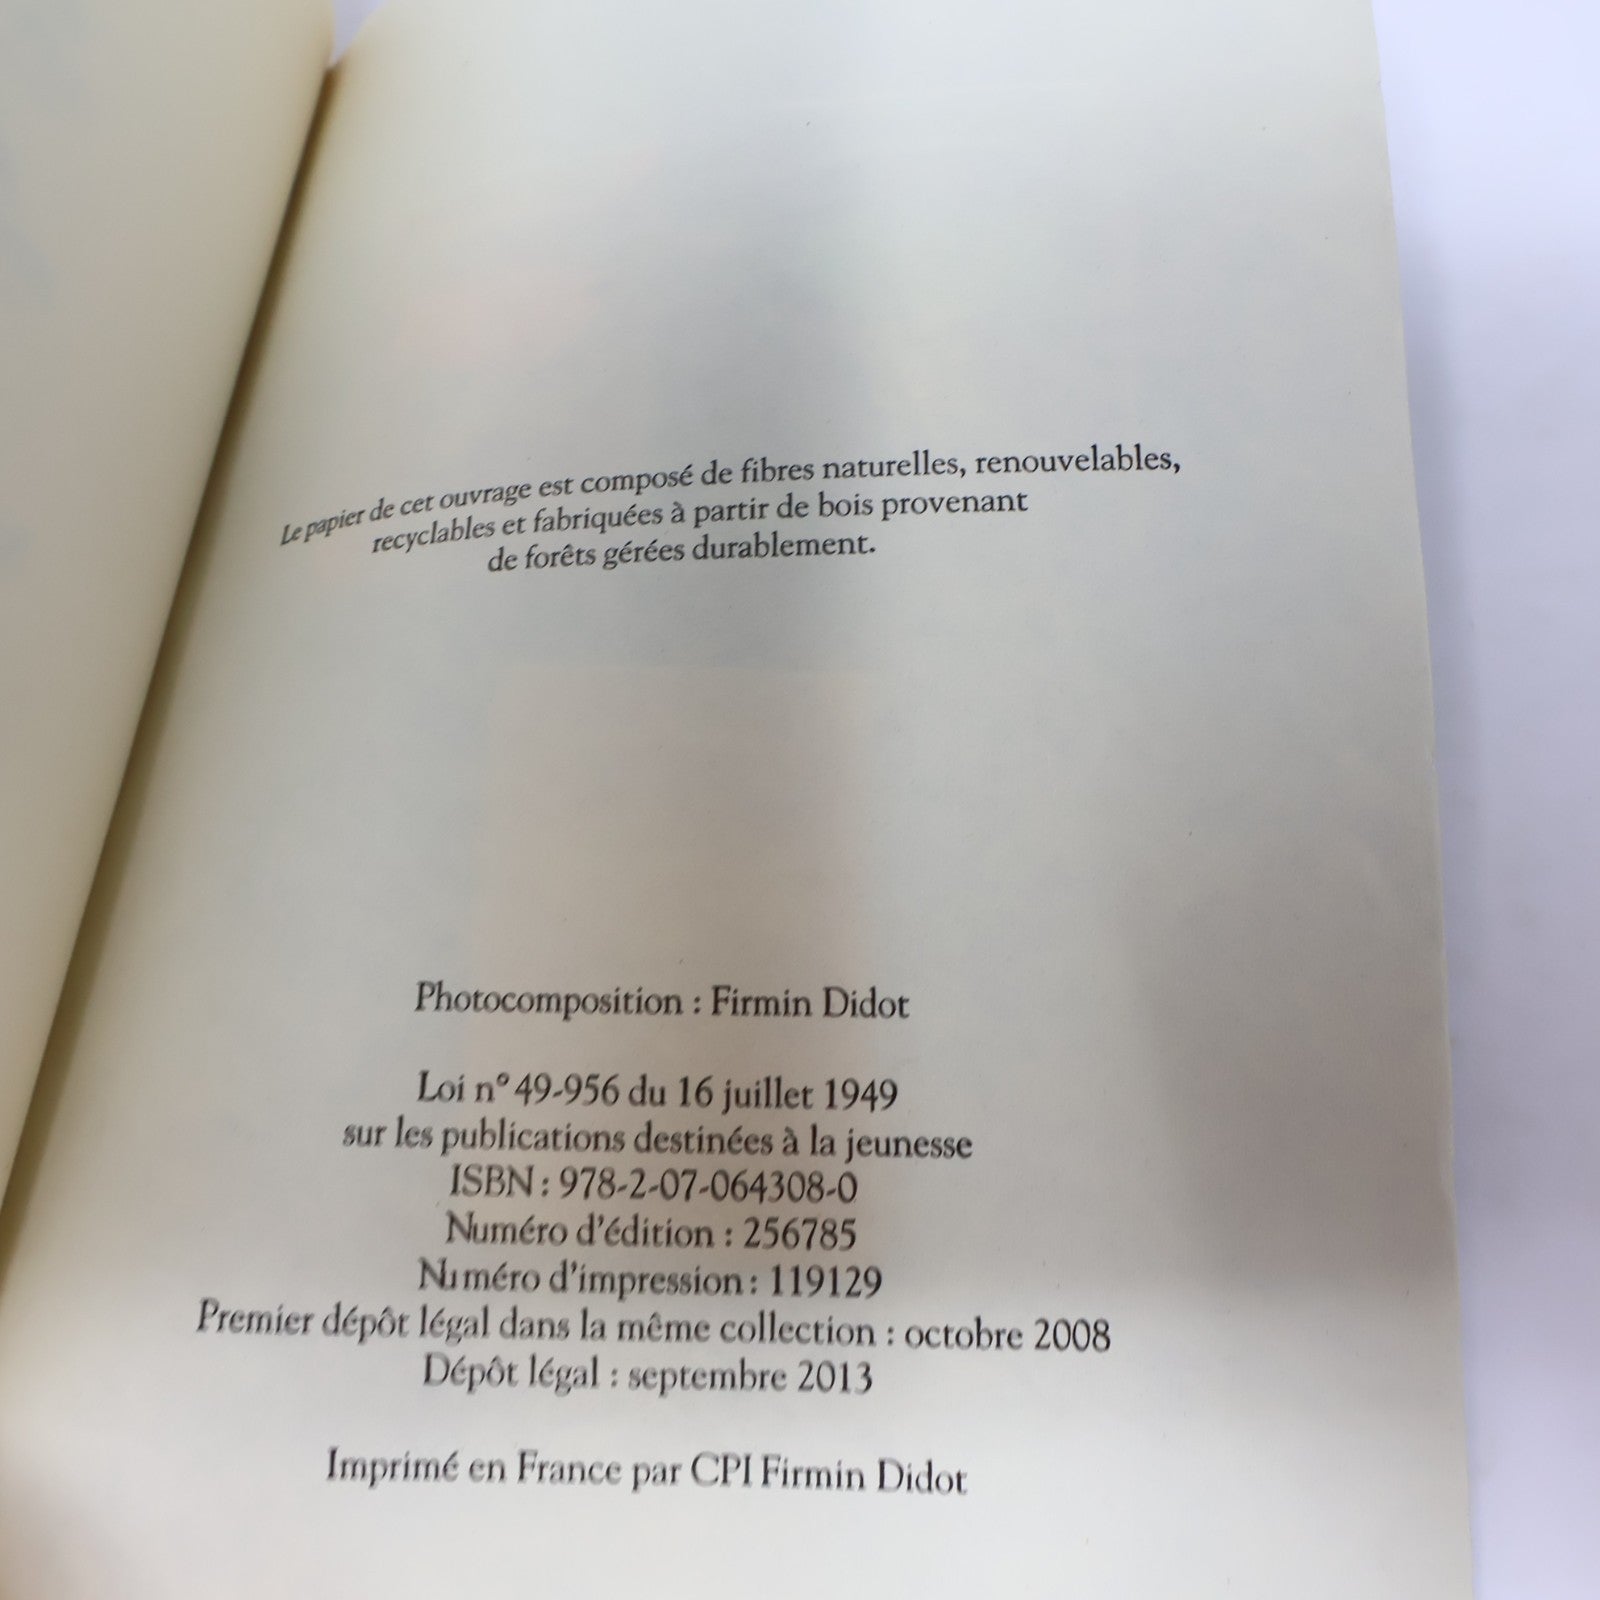 Le papier de cet ouvrage est composé de fibres naturelles, renouvelables,
recyclables et fabriquées à partir de bois provenant
de forêts gérées durablement.
Photocomposition : Firmin Didot
Loi n° 49-956 du 16 juillet 1949
sur les publications destinées à la jeunesse
ISBN : 978-2-07-064308-0
Numéro d'édition : 256785
Numéro d'impression : 119129
Premier dépôt légal dans la même collection : octobre 2008
Dépôt légal : septembre 2013
Imprimé en France par CPI Firmin Didot